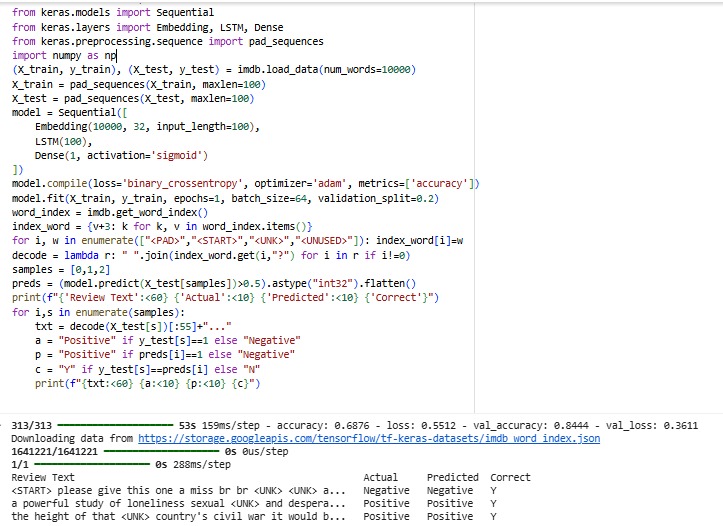 from keras.models import Sequential
from keras.layers import Embedding, LSTM, Dense
from keras.preprocessing.sequence import pad_sequences
import numpy as np
(X_train, y_train), (X_test, y_test) = imdb.load_data(num_words=10000)
X_train = pad_sequences(X_train, maxlen=100)
X_test = pad_sequences(X_test, maxlen=100)
model = Sequential([
    Embedding(10000, 32, input_length=100),
    LSTM(100),
    Dense(1, activation='sigmoid')
])
model.compile(loss='binary_crossentropy', optimizer='adam', metrics=['accuracy'])
model.fit(X_train, y_train, epochs=1, batch_size=64, validation_split=0.2)
word_index = imdb.get_word_index()
index_word = {v+3: k for k, v in word_index.items()}
for i, w in enumerate(["<PAD>","<START>","<UNK>","<UNUSED>"]): index_word[i]=w
decode = lambda r: " ".join(index_word.get(i,"?") for i in r if i!=0)
samples = [0,1,2]
preds = (model.predict(X_test[samples])>0.5).astype("int32").flatten()
print(f"{'Review Text':<60} {'Actual':<10} {'Predicted':<10} {'Correct'}")
for i,s in enumerate(samples):
    txt = decode(X_test[s])[:55]+"..."
    a = "Positive" if y_test[s]==1 else "Negative"
    p = "Positive" if preds[i]==1 else "Negative"
    c = "Y" if y_test[s]==preds[i] else "N"
    print(f"{txt:<60} {a:<10} {p:<10} {c}")
313/313 53s 159ms/step - accuracy: 0.6876 - loss: 0.5512 - val_accuracy: 0.8444 - val_loss: 0.3611
Downloading data from https://storage.googleapis.com/tensorflow/tf-keras-datasets/imdb_word_index.json
1641221/1641221 0s 0us/step
1/1 0s 288ms/step
Review Text Actual Predicted Correct
<START> please give this one a miss br br <UNK> <UNK> a... Negative Negative Y
a powerful study of loneliness sexual <UNK> and despera... Positive Positive Y
the height of that <UNK> country's civil war it would b... Positive Positive Y